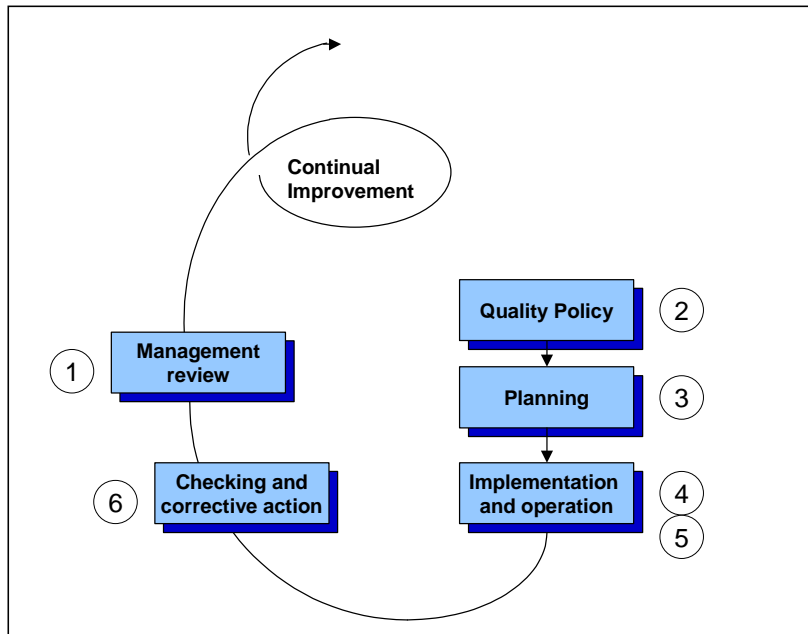 Continual
Improvement
Quality Policy
2
Management
review
1
Planning
3
Checking and
corrective action
6
Implementation
and operation
4
5